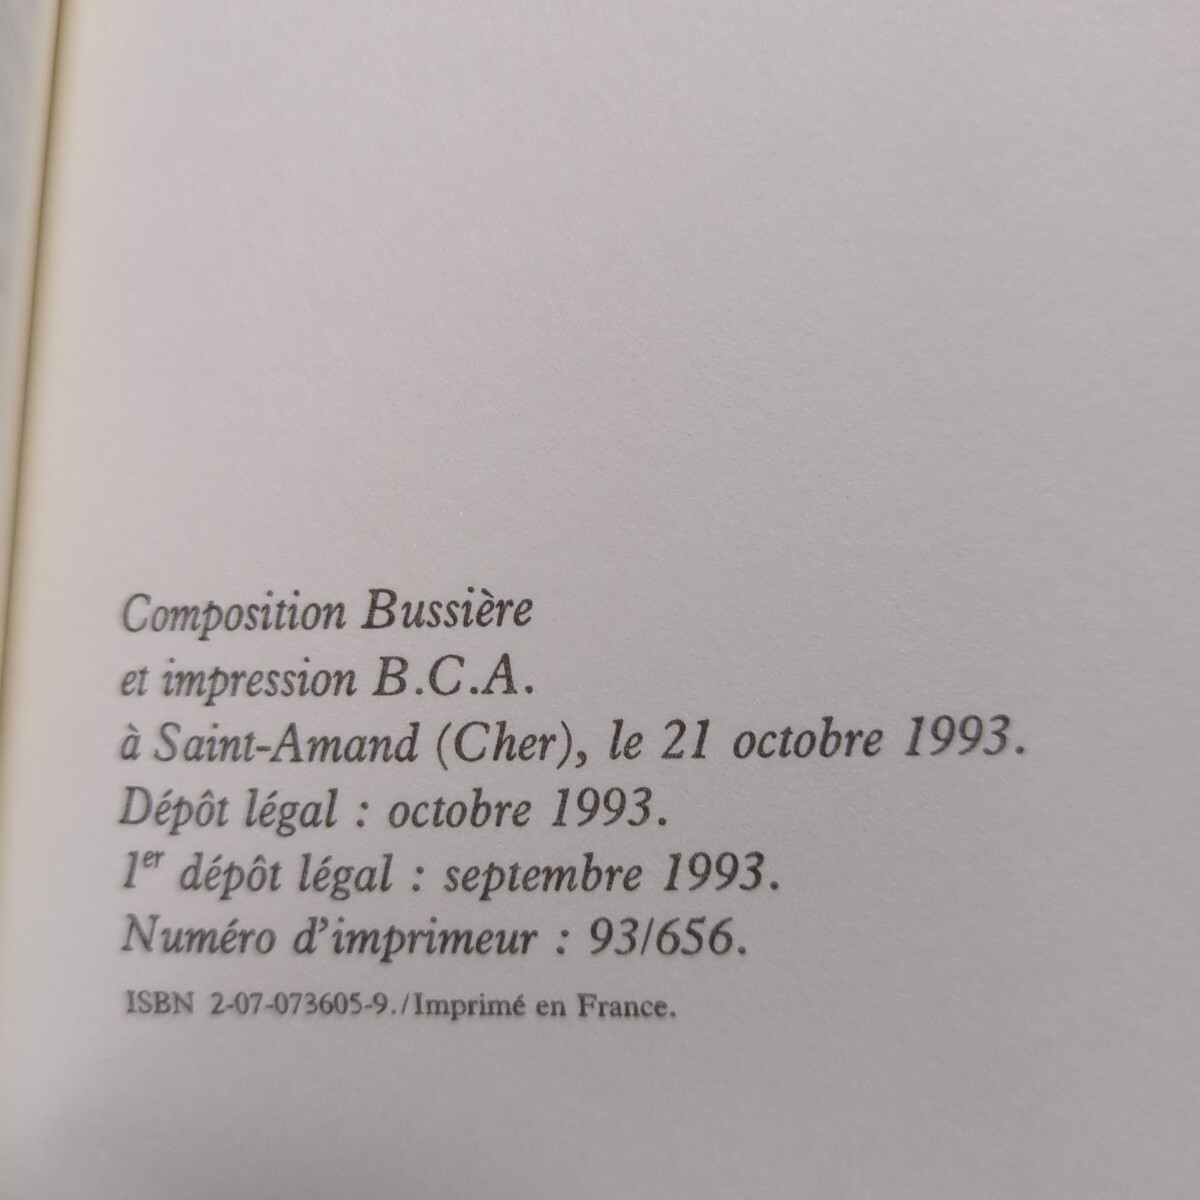 Composition Bussière
et impression B.C.A.
à Saint-Amand (Cher), le 21 octobre 1993.
Dépôt légal : octobre 1993.
1er dépôt légal : septembre 1993.
Numéro d'imprimeur : 93/656.
ISBN 2-07-073605-9./Imprimé en France.